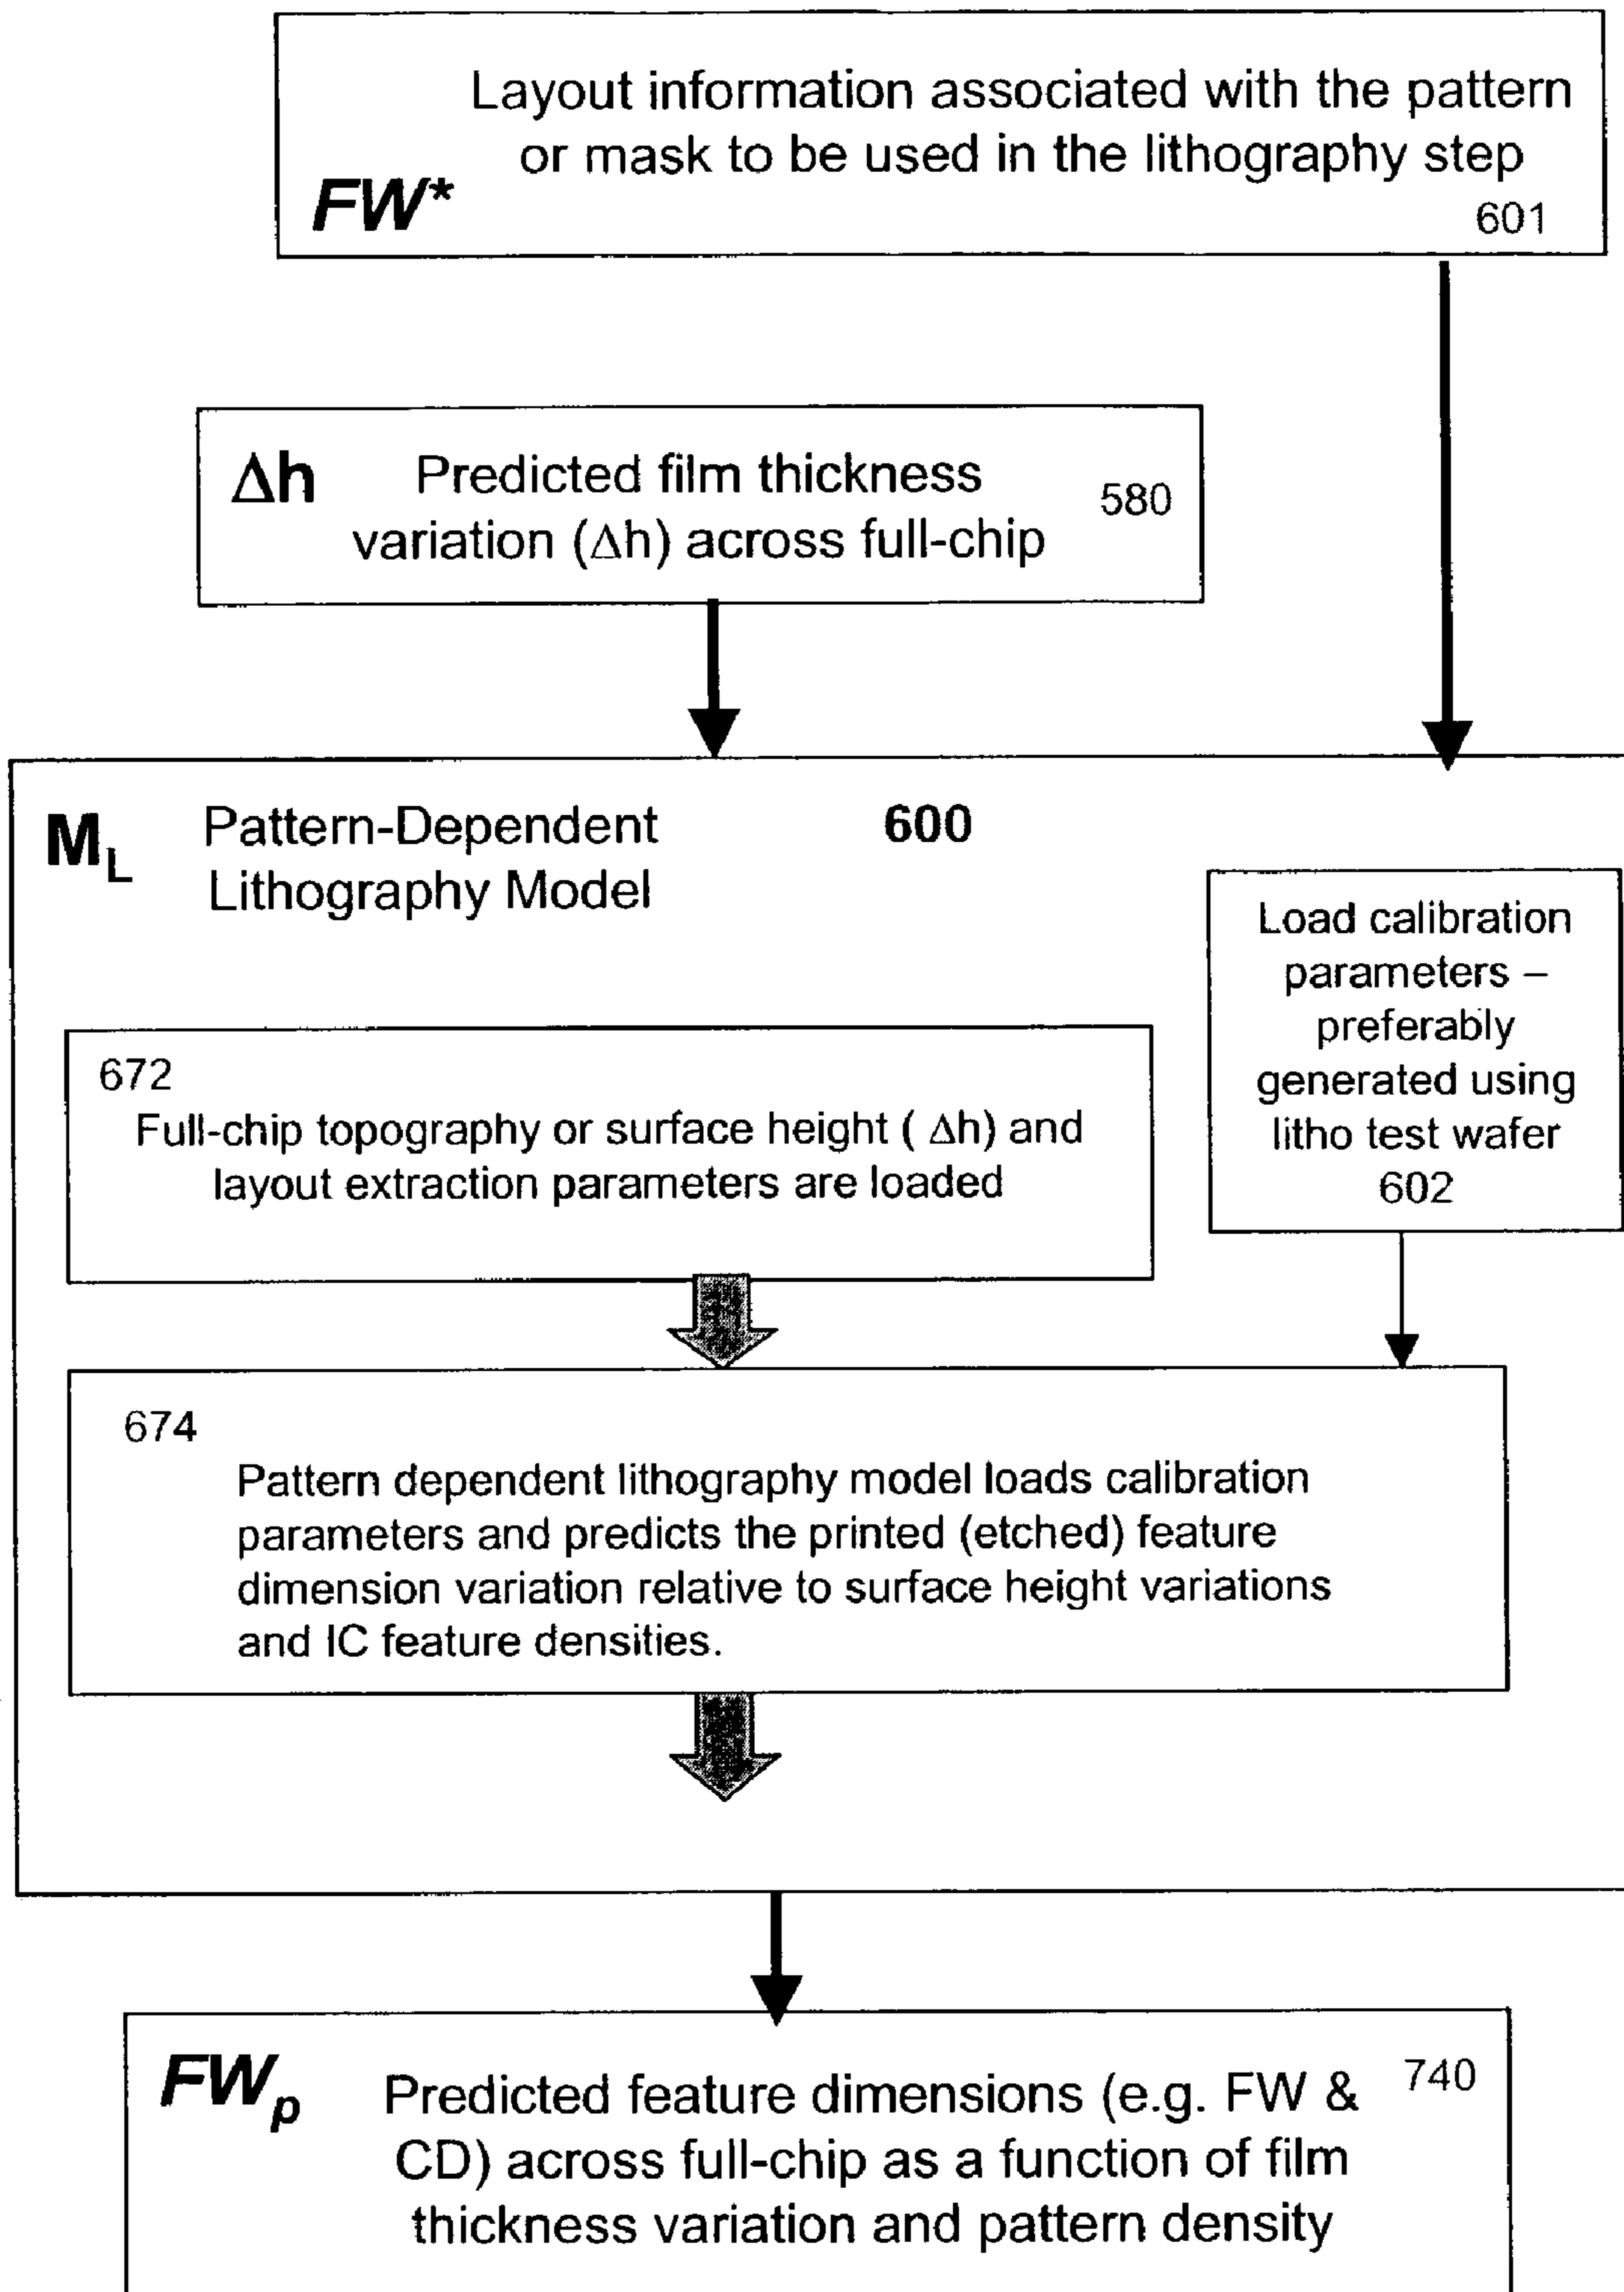 Layout information associated with the pattern
or mask to be used in the lithography step
FW*
601
Δh Predicted film thickness
variation (Δh) across full-chip
580
M_L Pattern-Dependent 600
Lithography Model
Load calibration
parameters –
preferably
generated using
litho test wafer
602
672
Full-chip topography or surface height ( Δh) and
layout extraction parameters are loaded
674
Pattern dependent lithography model loads calibration
parameters and predicts the printed (etched) feature
dimension variation relative to surface height variations
and IC feature densities.
FW_p Predicted feature dimensions (e.g. FW & 740
CD) across full-chip as a function of film
thickness variation and pattern density